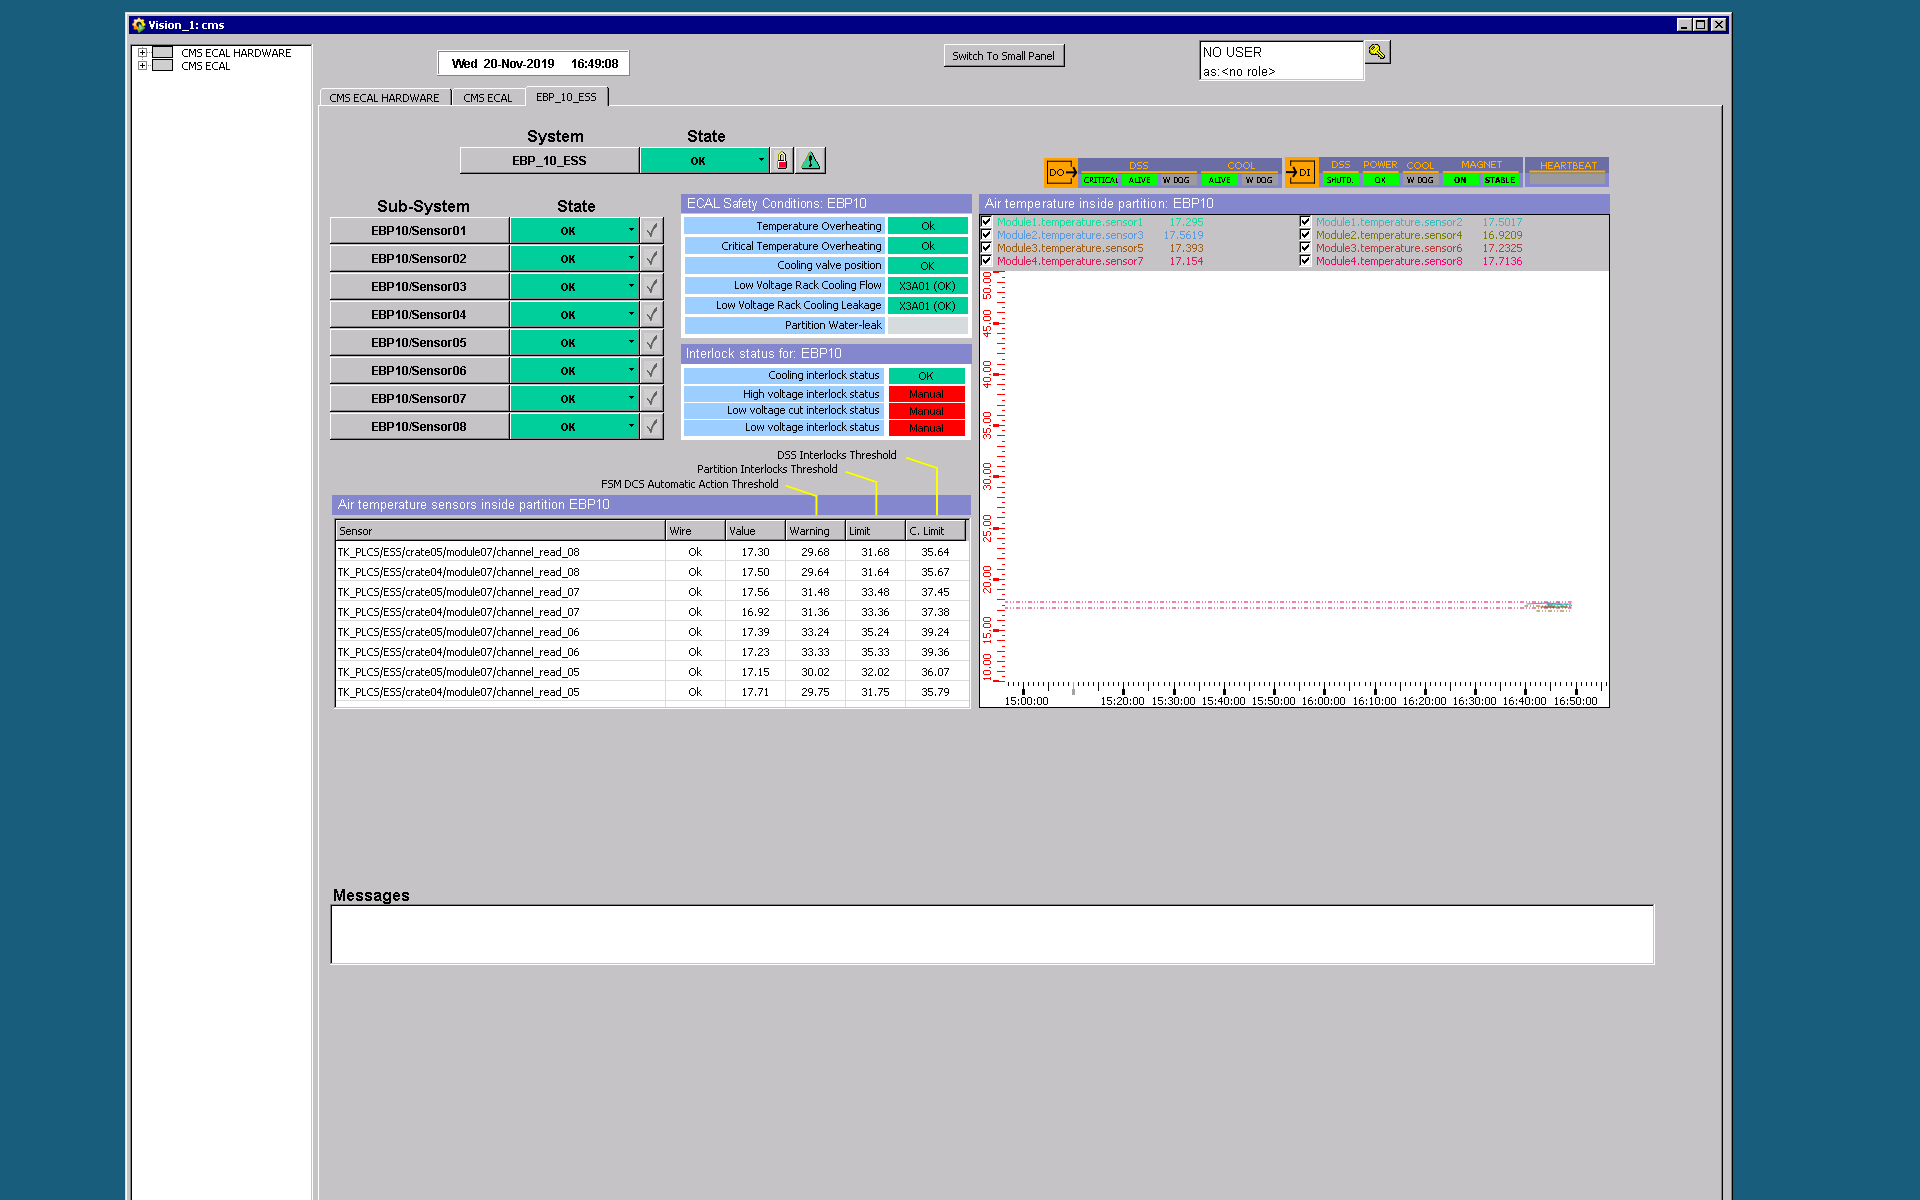 Vision_1: cms
CMS ECAL HARDWARE
CMS ECAL
Wed 20-Nov-2019 16:49:08
Switch To Small Panel
NO USER
as: <no role>
CMS ECAL HARDWARE CMS ECAL EBP_10_ESS
System State
EBP_10_ESS OK
DO DSS COOL DI DSS POWER COOL MAGNET HEARTBEAT
CRITICAL ALIVE W DOG ALIVE W DOG SHUTD. OK W DOG ON STABLE
Sub-System State
EBP10/Sensor01 OK
EBP10/Sensor02 OK
EBP10/Sensor03 OK
EBP10/Sensor04 OK
EBP10/Sensor05 OK
EBP10/Sensor06 OK
EBP10/Sensor07 OK
EBP10/Sensor08 OK
ECAL Safety Conditions: EBP10
Temperature Overheating Ok
Critical Temperature Overheating Ok
Cooling valve position OK
Low Voltage Rack Cooling Flow X3A01 (OK)
Low Voltage Rack Cooling Leakage X3A01 (OK)
Partition Water-leak
Interlock status for: EBP10
Cooling interlock status OK
High voltage interlock status Manual
Low voltage cut interlock status Manual
Low voltage interlock status Manual
DSS Interlocks Threshold
Partition Interlocks Threshold
FSM DCS Automatic Action Threshold
Air temperature sensors inside partition EBP10
Sensor Wire Value Warning Limit C. Limit
TK_PLCS/ESS/crate05/module07/channel_read_08 Ok 17.30 29.68 31.68 35.64
TK_PLCS/ESS/crate04/module07/channel_read_08 Ok 17.50 29.64 31.64 35.67
TK_PLCS/ESS/crate05/module07/channel_read_07 Ok 17.56 31.48 33.48 37.45
TK_PLCS/ESS/crate04/module07/channel_read_07 Ok 16.92 31.36 33.36 37.38
TK_PLCS/ESS/crate05/module07/channel_read_06 Ok 17.39 33.24 35.24 39.24
TK_PLCS/ESS/crate04/module07/channel_read_06 Ok 17.23 33.33 35.33 39.36
TK_PLCS/ESS/crate05/module07/channel_read_05 Ok 17.15 30.02 32.02 36.07
TK_PLCS/ESS/crate04/module07/channel_read_05 Ok 17.71 29.75 31.75 35.79
Air temperature inside partition: EBP10
Module1.temperature.sensor1 17.295 Module1.temperature.sensor2 17.5017
Module2.temperature.sensor3 17.5619 Module2.temperature.sensor4 16.9209
Module3.temperature.sensor5 17.393 Module3.temperature.sensor6 17.2325
Module4.temperature.sensor7 17.154 Module4.temperature.sensor8 17.7136
50.00
45.00
40.00
35.00
30.00
25.00
20.00
15.00
10.00
15:00:00 15:20:00 15:30:00 15:40:00 15:50:00 16:00:00 16:10:00 16:20:00 16:30:00 16:40:00 16:50:00
Messages